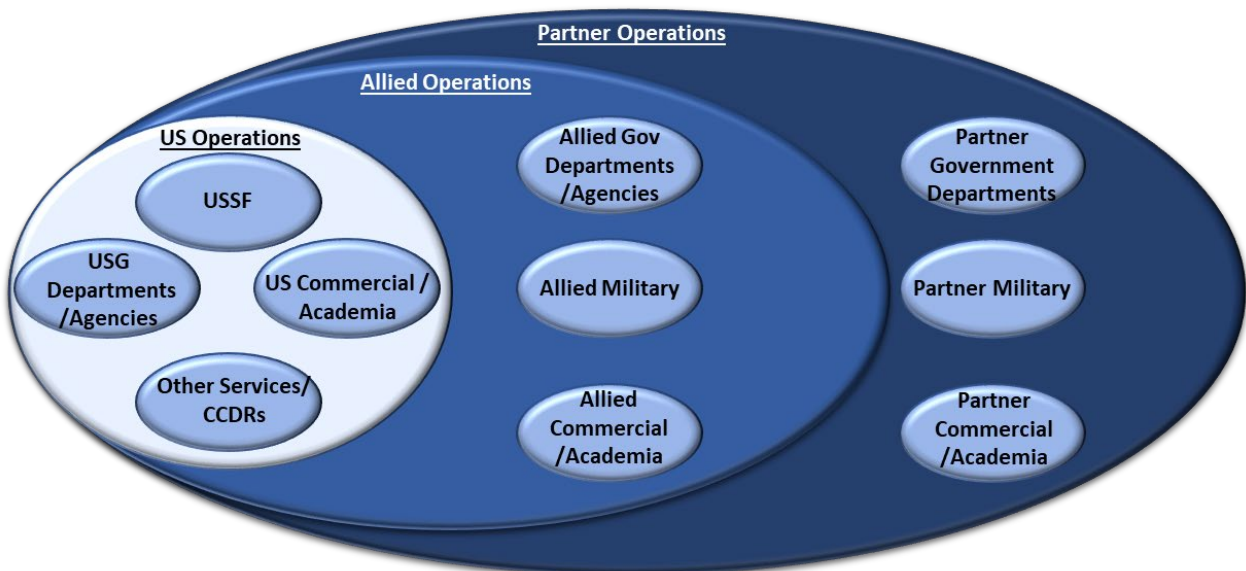 Partner Operations
Allied Operations
US Operations
USSF
USG
Departments
/Agencies
US Commercial /
Academia
Other Services/
CCDRs
Allied Gov
Departments
/Agencies
Allied Military
Allied
Commercial
/Academia
Partner
Government
Departments
Partner Military
Partner
Commercial
/Academia